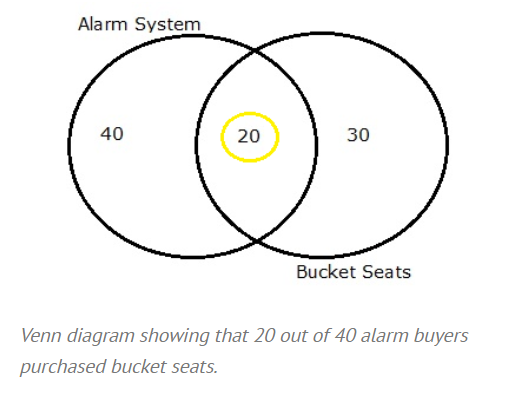 Alarm System
40 20 30
Bucket Seats
Venn diagram showing that 20 out of 40 alarm buyers
purchased bucket seats.